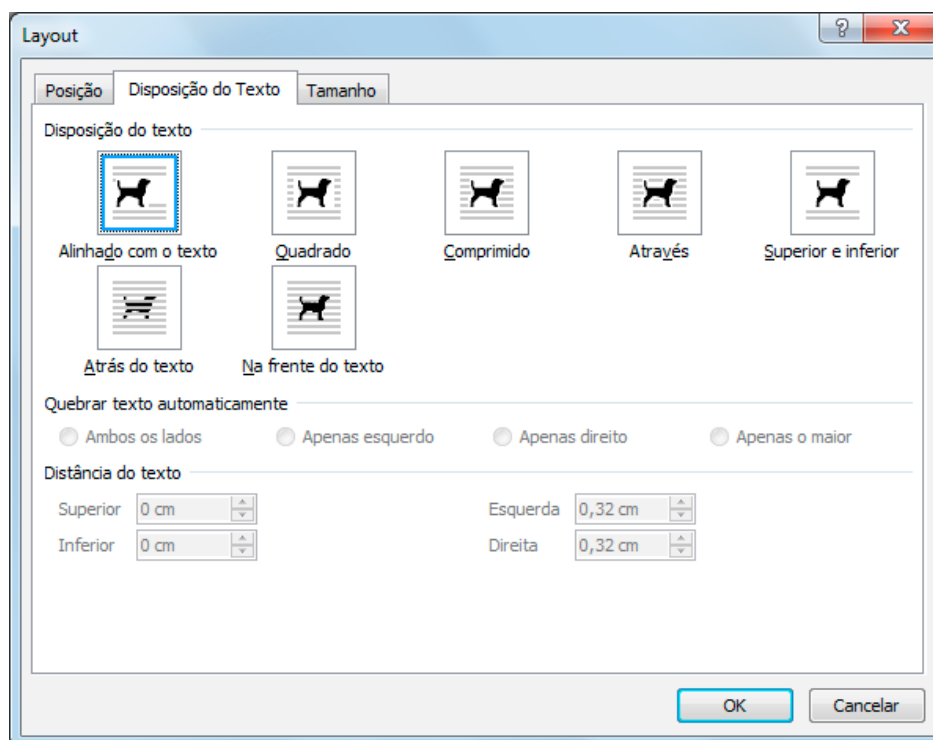 Layout
Posição Disposição do Texto Tamanho
Disposição do texto
Alinhado com o texto Quadrado Comprimido Através Superior e inferior
Atrás do texto Na frente do texto
Quebrar texto automaticamente
Ambos os lados Apenas esquerdo Apenas direito Apenas o maior
Distância do texto
Superior 0 cm Esquerda 0,32 cm
Inferior 0 cm Direita 0,32 cm
OK Cancelar